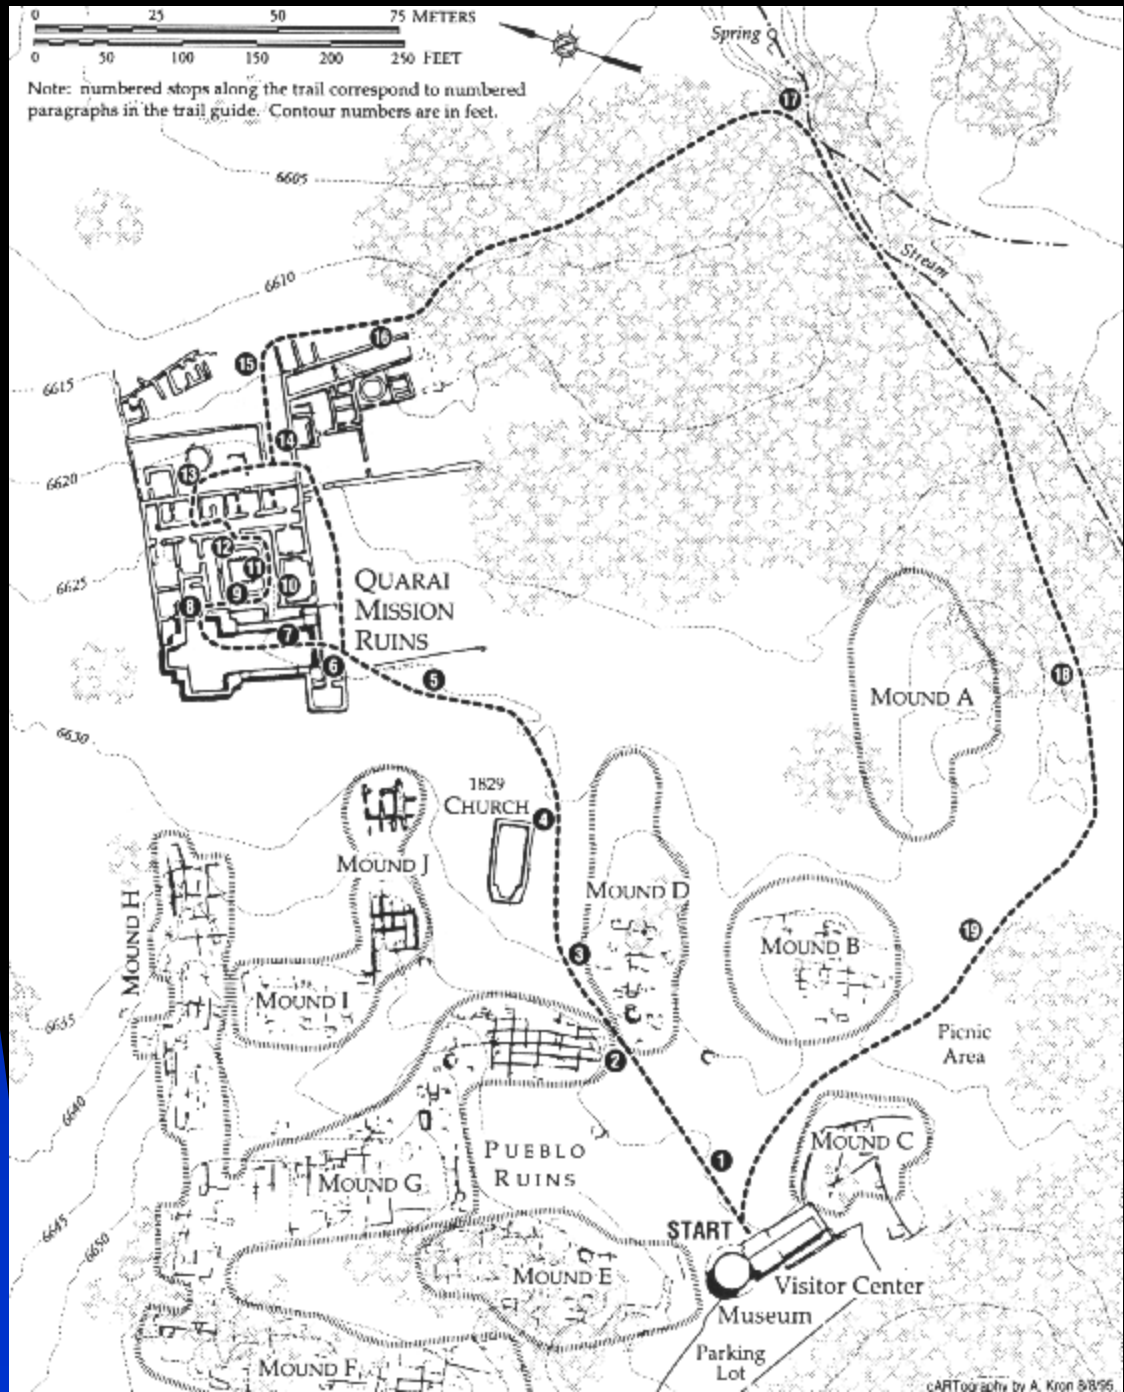 0 25 50 75 METERS
0 50 100 150 200 250 FEET
Note: numbered stops along the trail correspond to numbered
paragraphs in the trail guide. Contour numbers are in feet.
Spring
17
6605
6610
Stream
16
15
6615
14
6620
13
12
11
6625
10
9
8
QUARAI
MISSION
RUINS
7
6
5
18
MOUND A
6630
1829
CHURCH
4
MOUND J
MOUND D
MOUND H
19
MOUND B
3
MOUND I
6635
Picnic
Area
2
6640
MOUND C
PUEBLO
RUINS
1
MOUND G
START
6645
6650
MOUND E
Visitor Center
Museum
Parking
Lot
MOUND F
cARTography by A. Kron 8/8/95